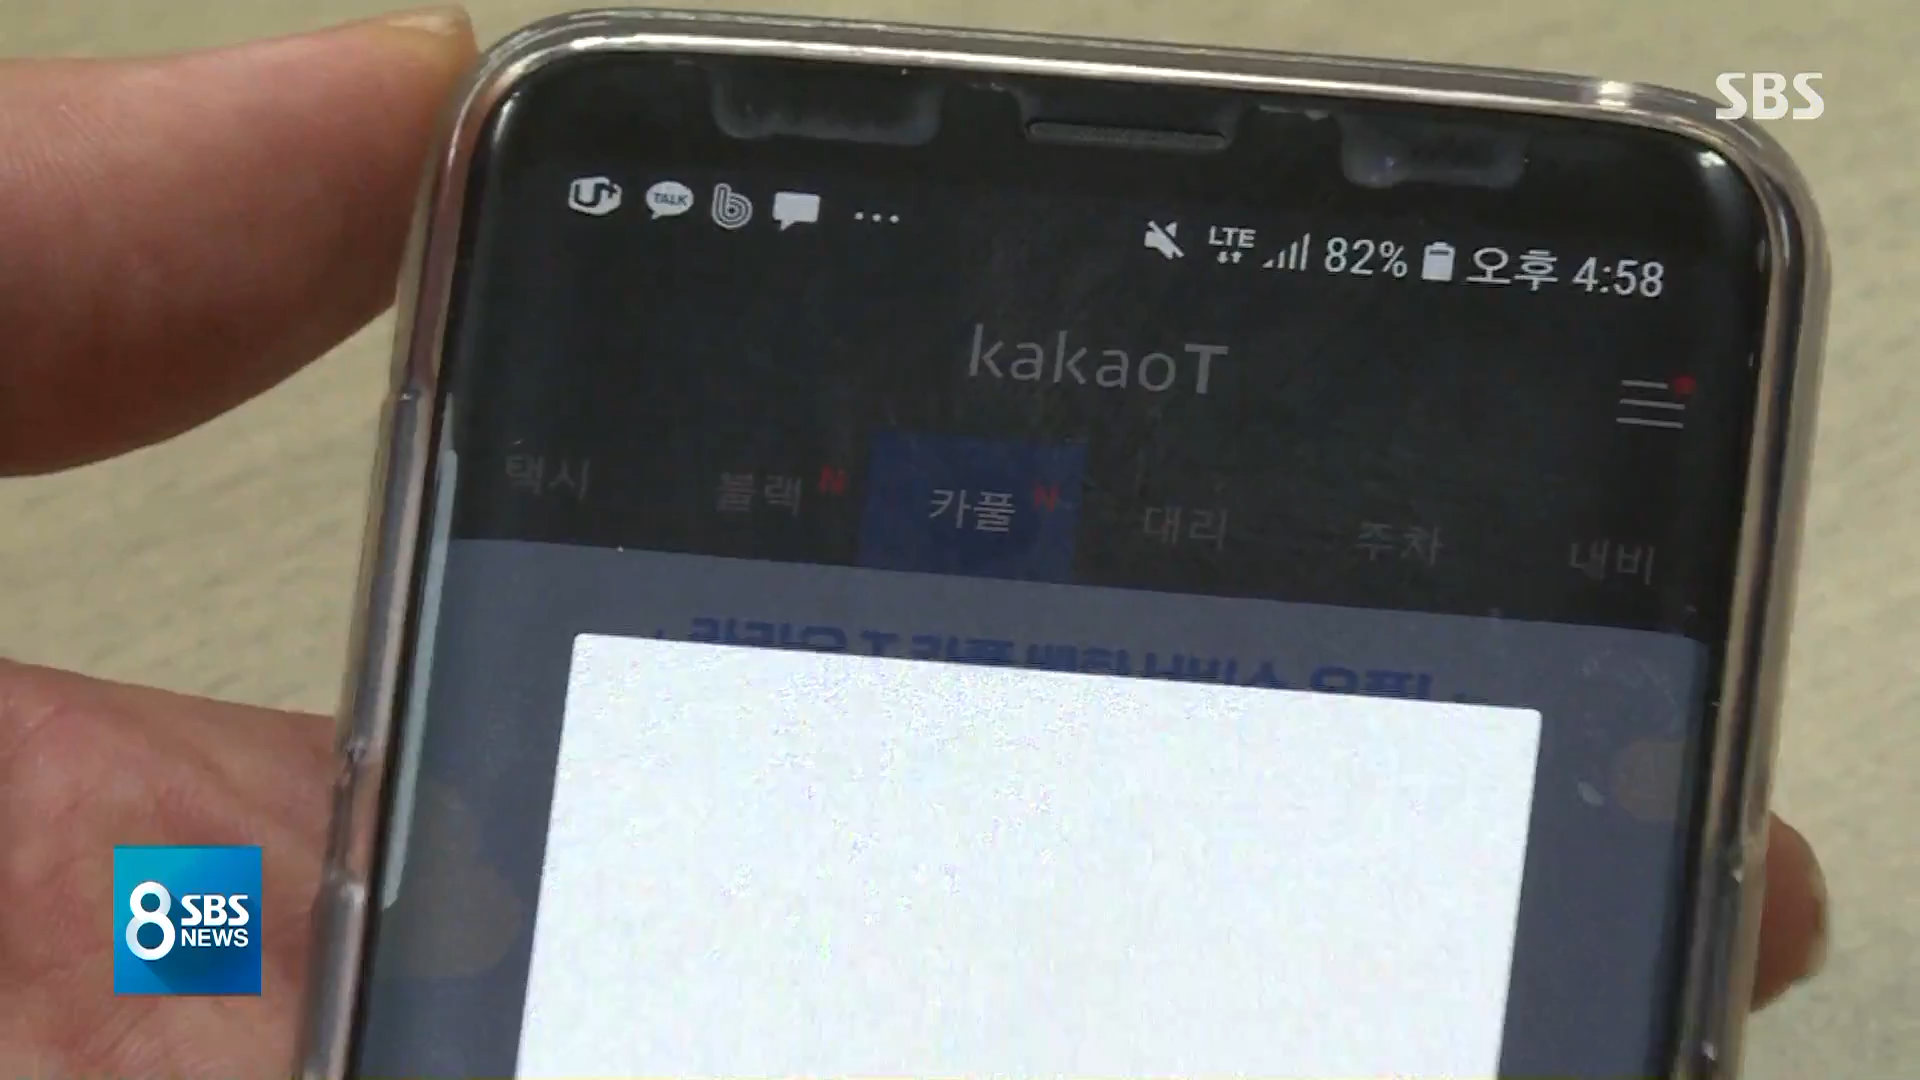 SBS
U+ TALK b LTE 82% 오후 4:58
kakaoT
택시 블랙 N 카풀 N 대리 주차 내비
8 SBS NEWS